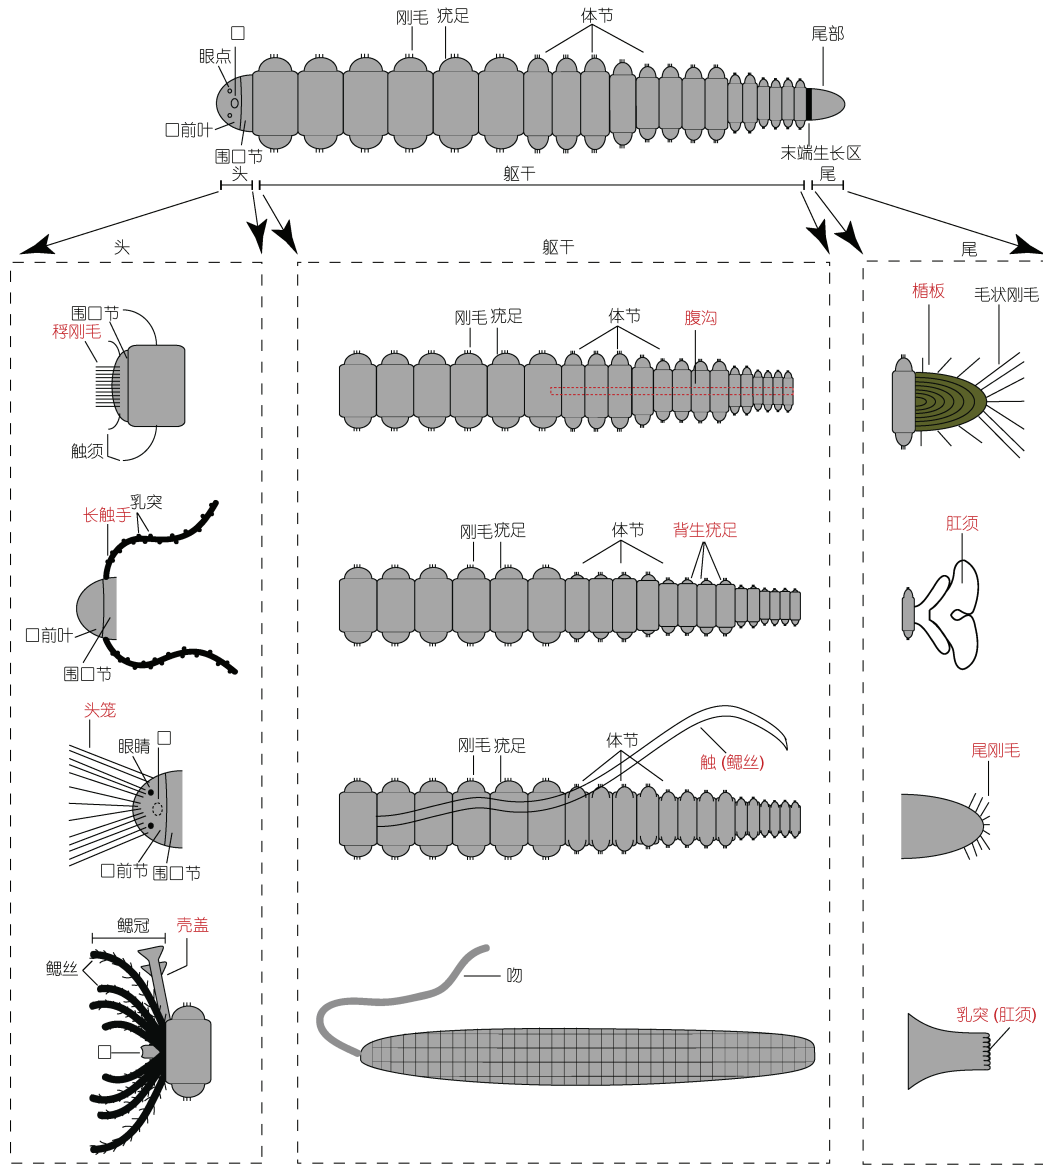 口
眼点
口前叶
围口节
刚毛
疣足
体节
尾部
末端生长区
头
躯干
尾
头
躯干
尾
围口节
稃刚毛
触须
刚毛
疣足
体节
腹沟
楯板
毛状刚毛
乳突
长触手
口前叶
围口节
刚毛
疣足
体节
背生疣足
肛须
头笼
眼睛
口
口前节
围口节
刚毛
疣足
体节
触 (鳃丝)
尾刚毛
鳃冠
壳盖
鳃丝
口
吻
乳突 (肛须)